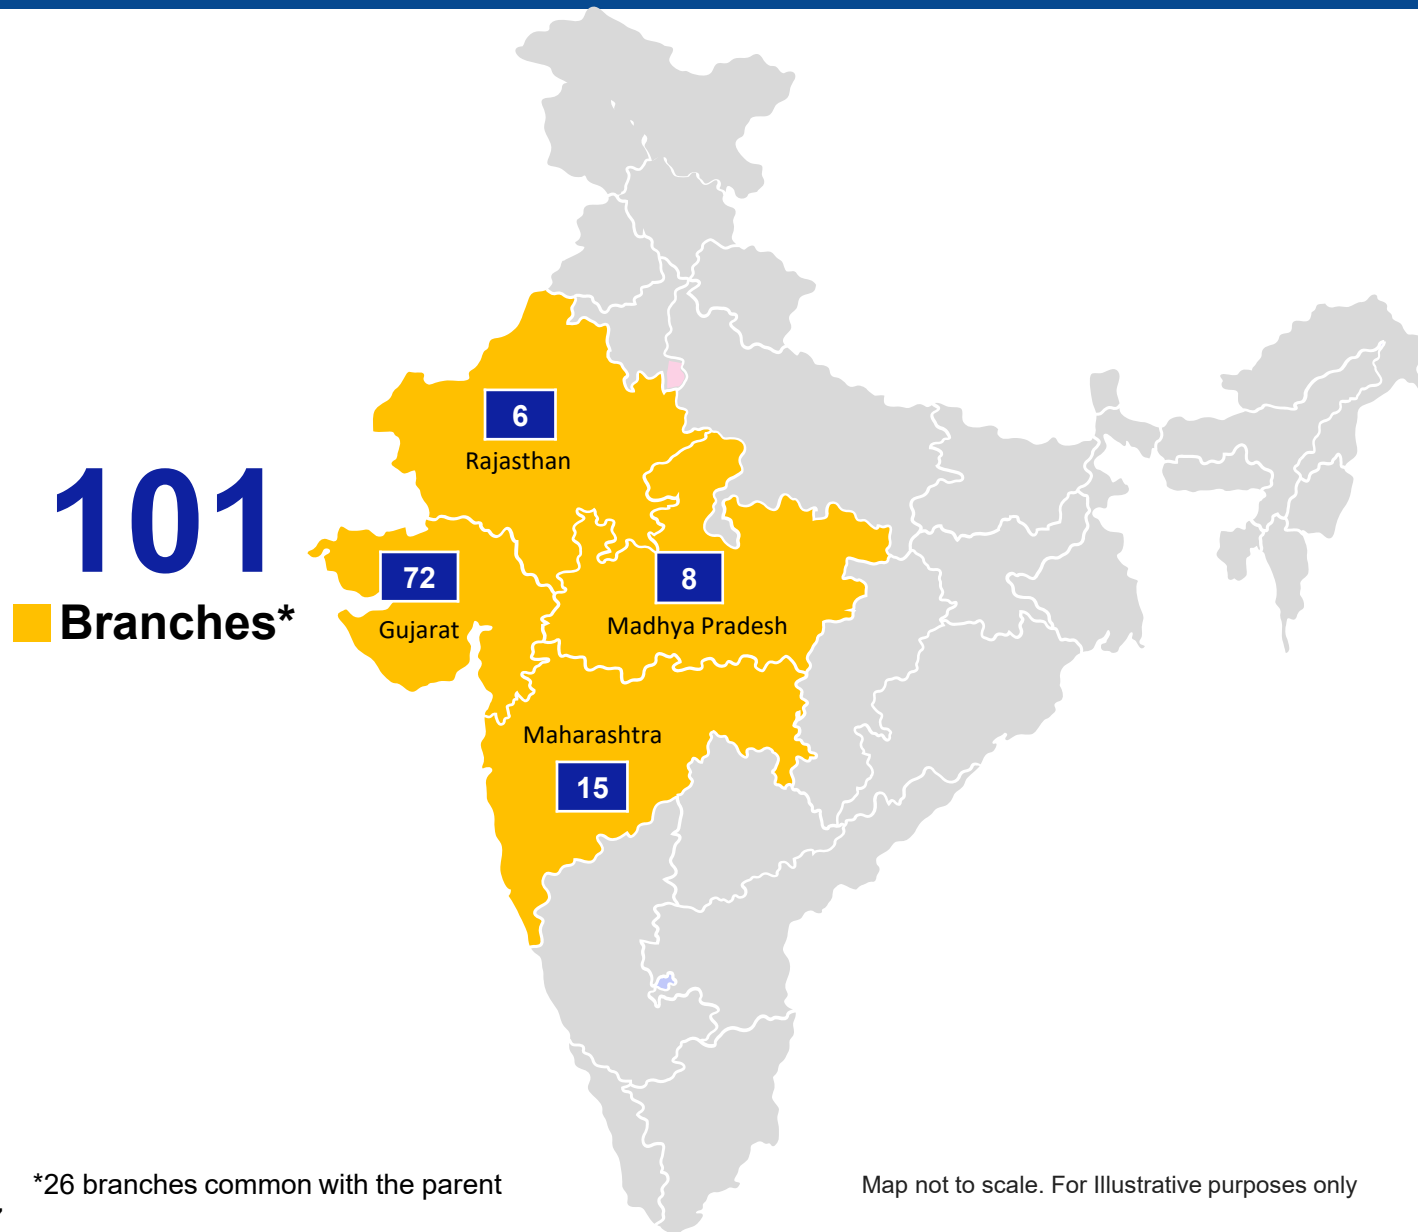 101
Branches*
6
Rajasthan
72
Gujarat
8
Madhya Pradesh
Maharashtra
15
*26 branches common with the parent
Map not to scale. For Illustrative purposes only